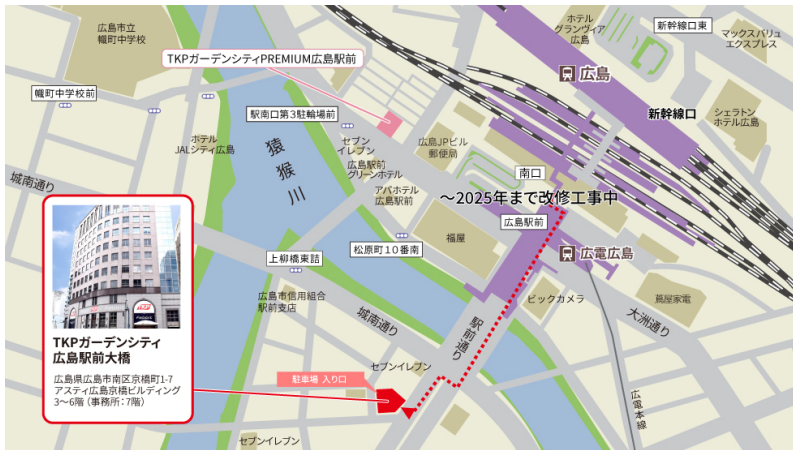 広島市立
幟町中学校
ホテル
グランヴィア
広島
新幹線口東
マックスバリュ
エクスプレス
TKPガーデンシティPREMIUM広島駅前
広島
幟町中学校前
駅南口第3駐輪場前
新幹線口
シェラトン
ホテル広島
ホテル
JALシティ広島
猿猴川
セブン
イレブン
広島JPビル
郵便局
広島駅前
グリーンホテル
南口
城南通り
アパホテル
広島駅前
～2025年まで改修工事中
広島駅前
福屋
松原町10番南
上柳橋東詰
広電広島
広島市信用組合
駅前支店
ビックカメラ
蔦屋家電
城南通り
駅前通り
大洲通り
TKP
TKPガーデンシティ
広島駅前大橋
広島県広島市南区京橋町1-7
アスティ広島京橋ビルディング
3～6階（事務所：7階）
セブンイレブン
駐車場 入り口
広電本線
セブンイレブン